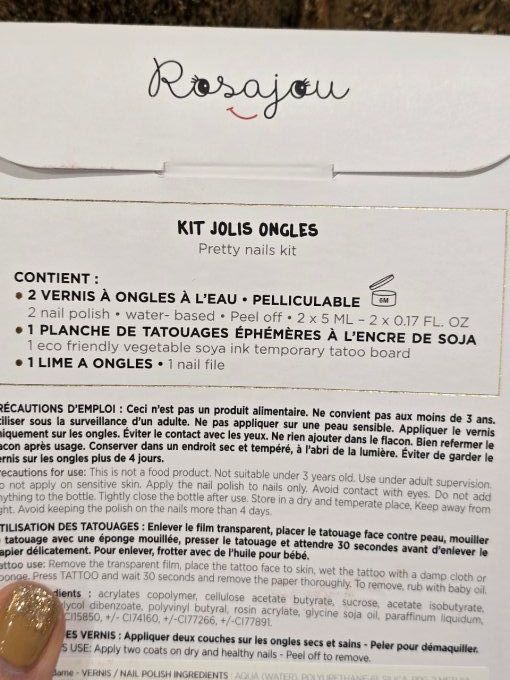 Rosajou
KIT JOLIS ONGLES
Pretty nails kit
CONTIENT :
• 2 VERNIS À ONGLES À L'EAU • PELLICULABLE
6M
2 nail polish • water- based • Peel off • 2 x 5 ML – 2 x 0.17 FL. OZ
• 1 PLANCHE DE TATOUAGES ÉPHÉMÈRES À L'ENCRE DE SOJA
1 eco friendly vegetable soya ink temporary tatoo board
• 1 LIME A ONGLES • 1 nail file
RÉCAUTIONS D'EMPLOI : Ceci n'est pas un produit alimentaire. Ne convient pas aux moins de 3 ans.
tiliser sous la surveillance d'un adulte. Ne pas appliquer sur une peau sensible. Appliquer le vernis
niquement sur les ongles. Éviter le contact avec les yeux. Ne rien ajouter dans le flacon. Bien refermer le
acon après usage. Conserver dans un endroit sec et tempéré, à l'abri de la lumière. Éviter de garder le
ernis sur les ongles plus de 4 jours.
recautions for use: This is not a food product. Not suitable under 3 years old. Use under adult supervision.
o not apply on sensitive skin. Apply the nail polish to nails only. Avoid contact with eyes. Do not add
nything to the bottle. Tightly close the bottle after use. Store in a dry and temperate place, Keep away from
ght. Avoid keeping the polish on the nails more than 4 days.
TILISATION DES TATOUAGES : Enlever le film transparent, placer le tatouage face contre peau, mouiller
tatouage avec une éponge mouillée, presser le tatouage et attendre 30 secondes avant d'enlever le
apier délicatement. Pour enlever, frotter avec de l'huile pour bébé.
attoo use: Remove the transparent film, place the tattoo face to skin, wet the tattoo with a damp cloth or
ponge. Press TATTOO and wait 30 seconds and remove the paper thoroughly. To remove, rub with baby oil.
dients : acrylates copolymer, cellulose acetate butyrate, sucrose, acetate isobutyrate,
glycol dibenzoate, polyvinyl butyral, rosin acrylate, glycine soja oil, paraffinum liquidum,
CI15850, +/- CI74160, +/-CI77266, +/-CI77891.
ES VERNIS : Appliquer deux couches sur les ongles secs et sains - Peler pour démaquiller.
S USE: Apply two coats on dry and healthy nails - Peel off to remove.
dame - VERNIS / NAIL POLISH INGREDIENTS : AQUA (WATER),